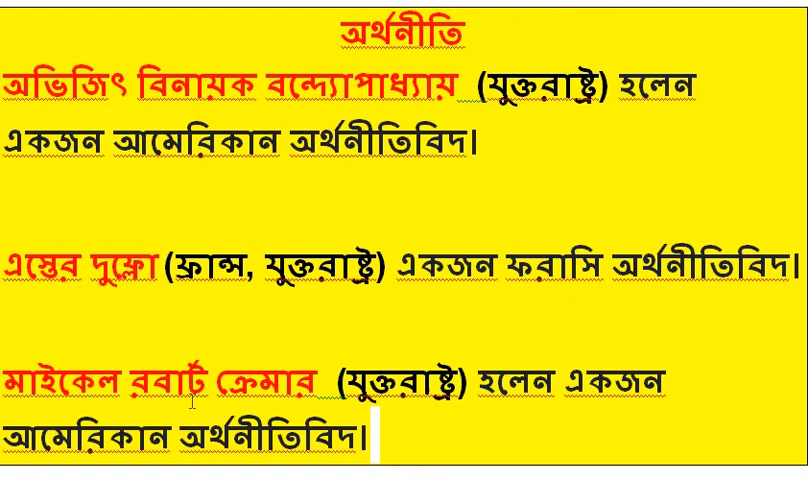 অর্থনীতি
অভিজিৎ বিনায়ক বন্দ্যোপাধ্যায় (যুক্তরাষ্ট্র) হলেন
একজন আমেরিকান অর্থনীতিবিদ।
এস্তের দুফ্লো (ফ্রান্স, যুক্তরাষ্ট্র) একজন ফরাসি অর্থনীতিবিদ।
মাইকেল রবার্ট ক্রেমার (যুক্তরাষ্ট্র) হলেন একজন
আমেরিকান অর্থনীতিবিদ।